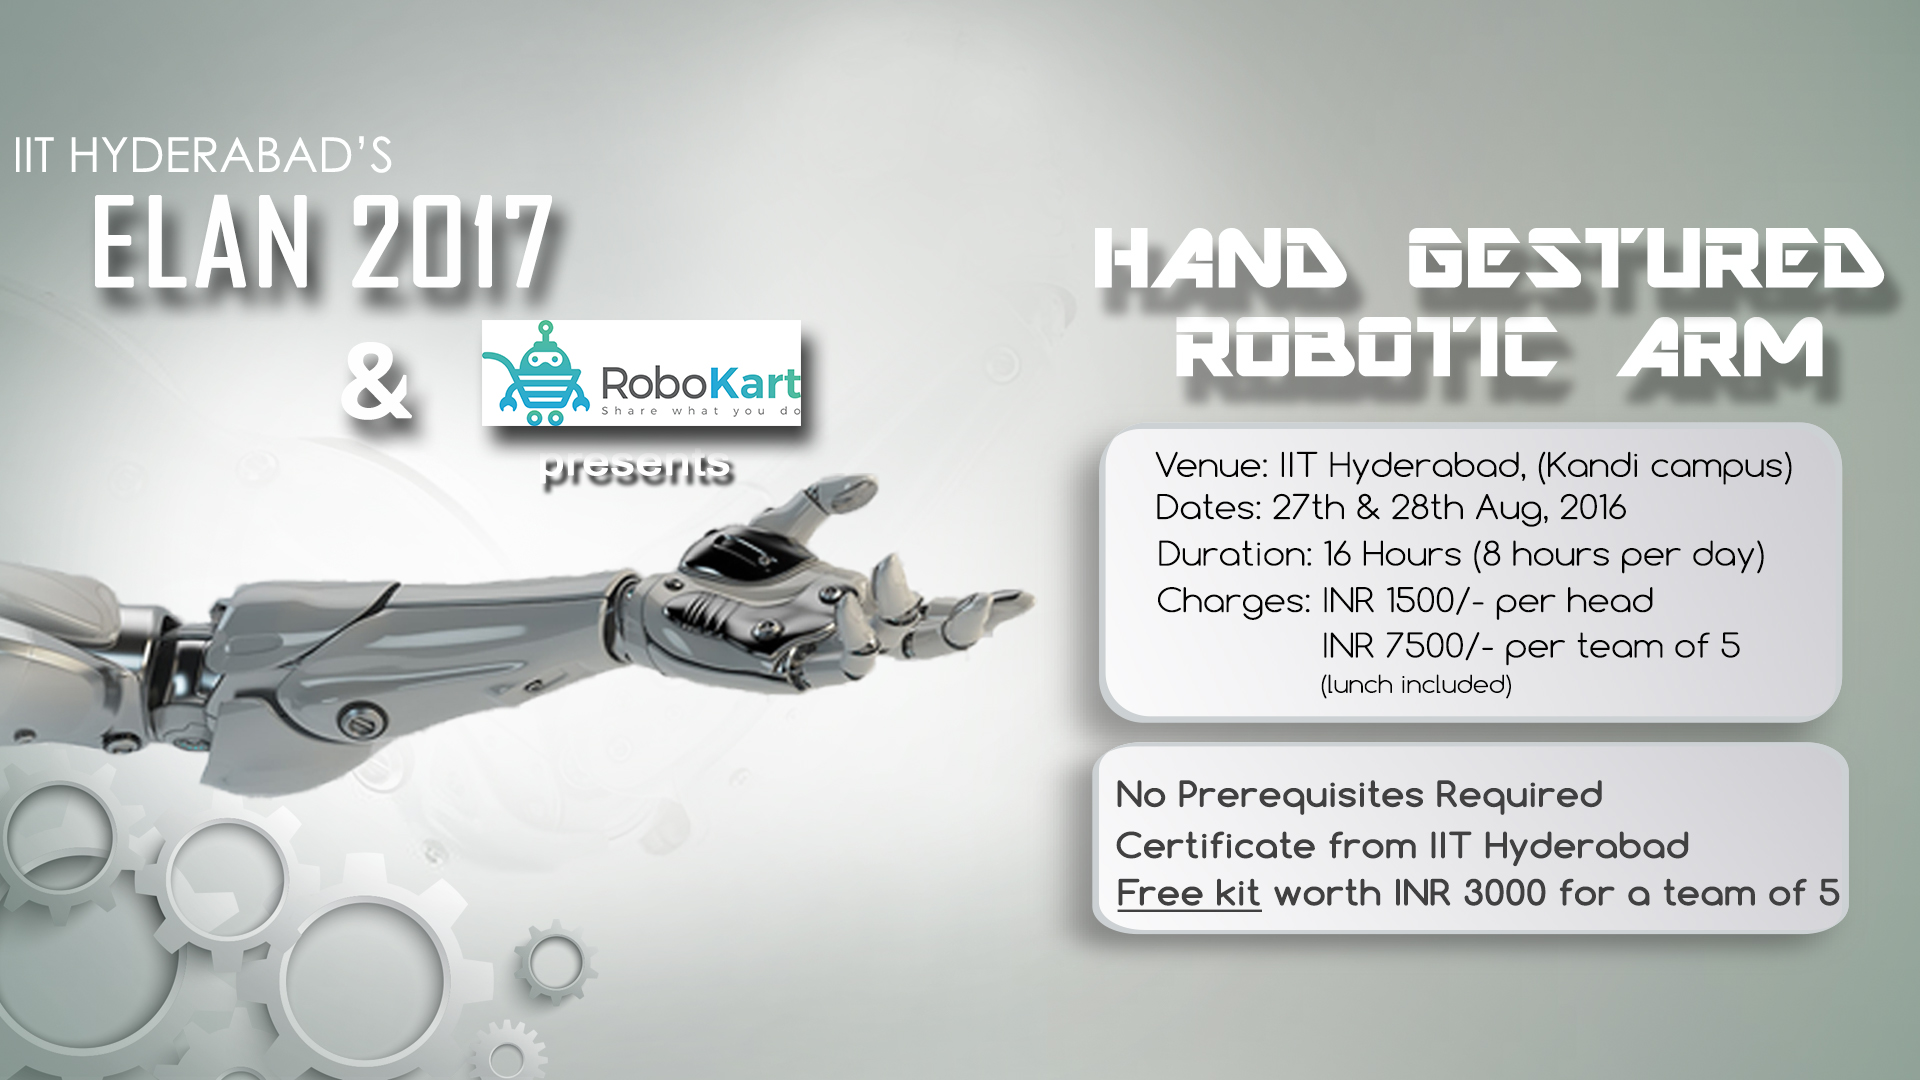 IIT HYDERABAD'S
ELAN 2017
&
RoboKart
Share what you do
presents
HAND GESTURED
ROBOTIC ARM
Venue: IIT Hyderabad, (Kandi campus)
Dates: 27th & 28th Aug, 2016
Duration: 16 Hours (8 hours per day)
Charges: INR 1500/- per head
INR 7500/- per team of 5
(lunch included)
No Prerequisites Required
Certificate from IIT Hyderabad
Free kit worth INR 3000 for a team of 5